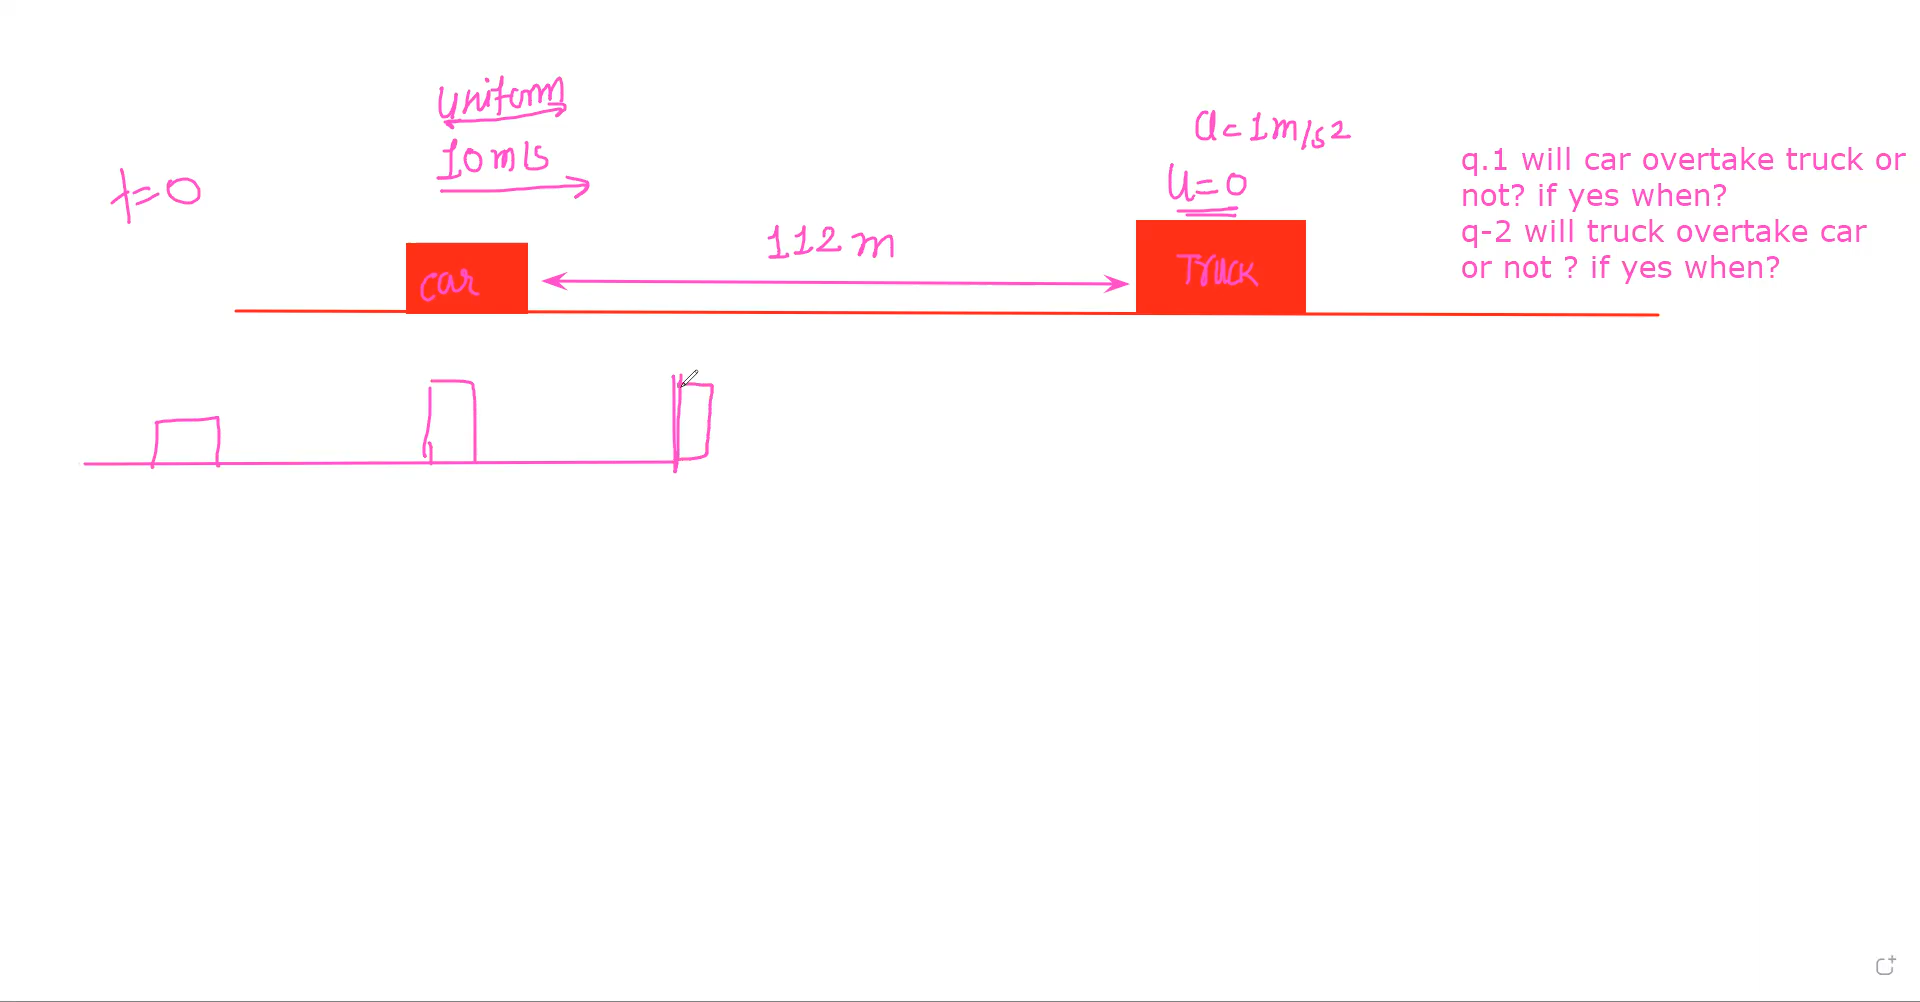 uniform
10 m/s
t=0
car
112 m
a=1m/s2
u=0
Truck
q.1 will car overtake truck or
not? if yes when?
q-2 will truck overtake car
or not ? if yes when?